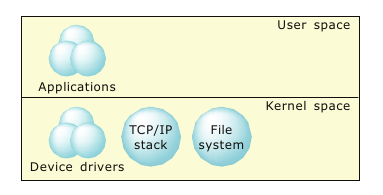 User space
Applications
Kernel space
TCP/IP
stack
File
system
Device drivers